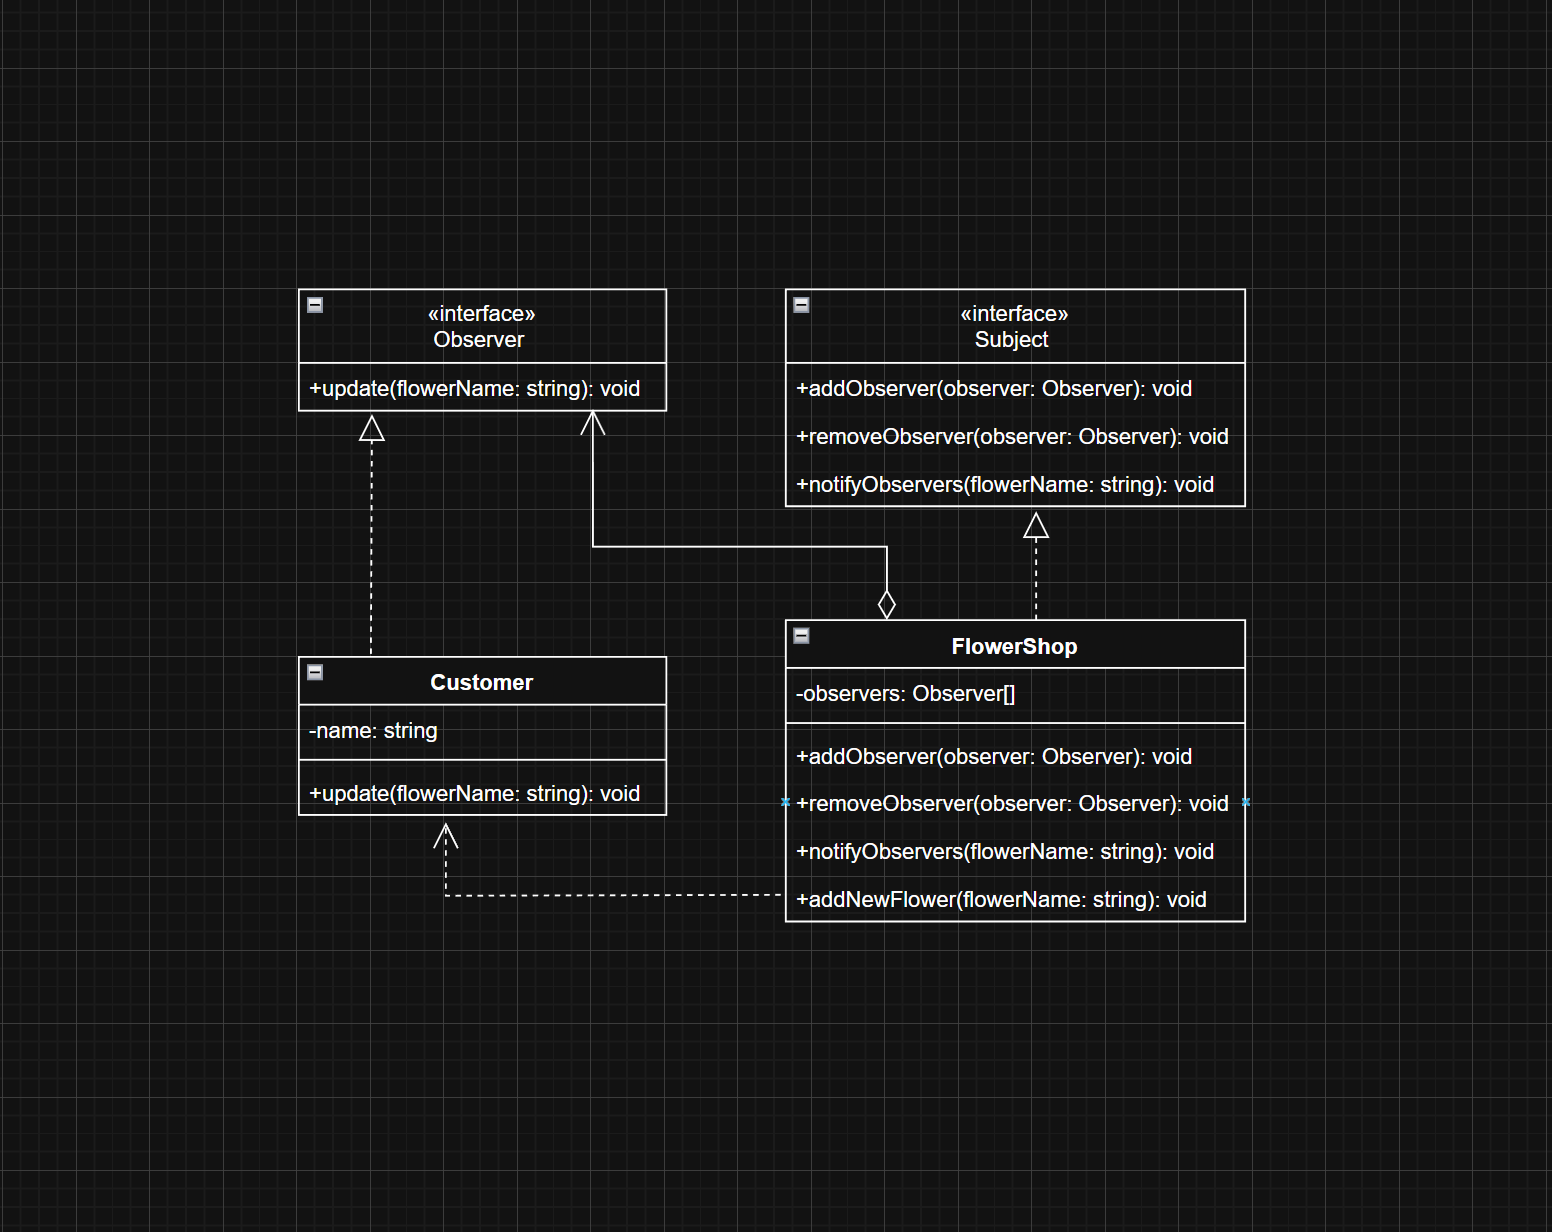 «interface»
Observer
+update(flowerName: string): void
«interface»
Subject
+addObserver(observer: Observer): void
+removeObserver(observer: Observer): void
+notifyObservers(flowerName: string): void
Customer
-name: string
+update(flowerName: string): void
FlowerShop
-observers: Observer[]
+addObserver(observer: Observer): void
+removeObserver(observer: Observer): void
+notifyObservers(flowerName: string): void
+addNewFlower(flowerName: string): void